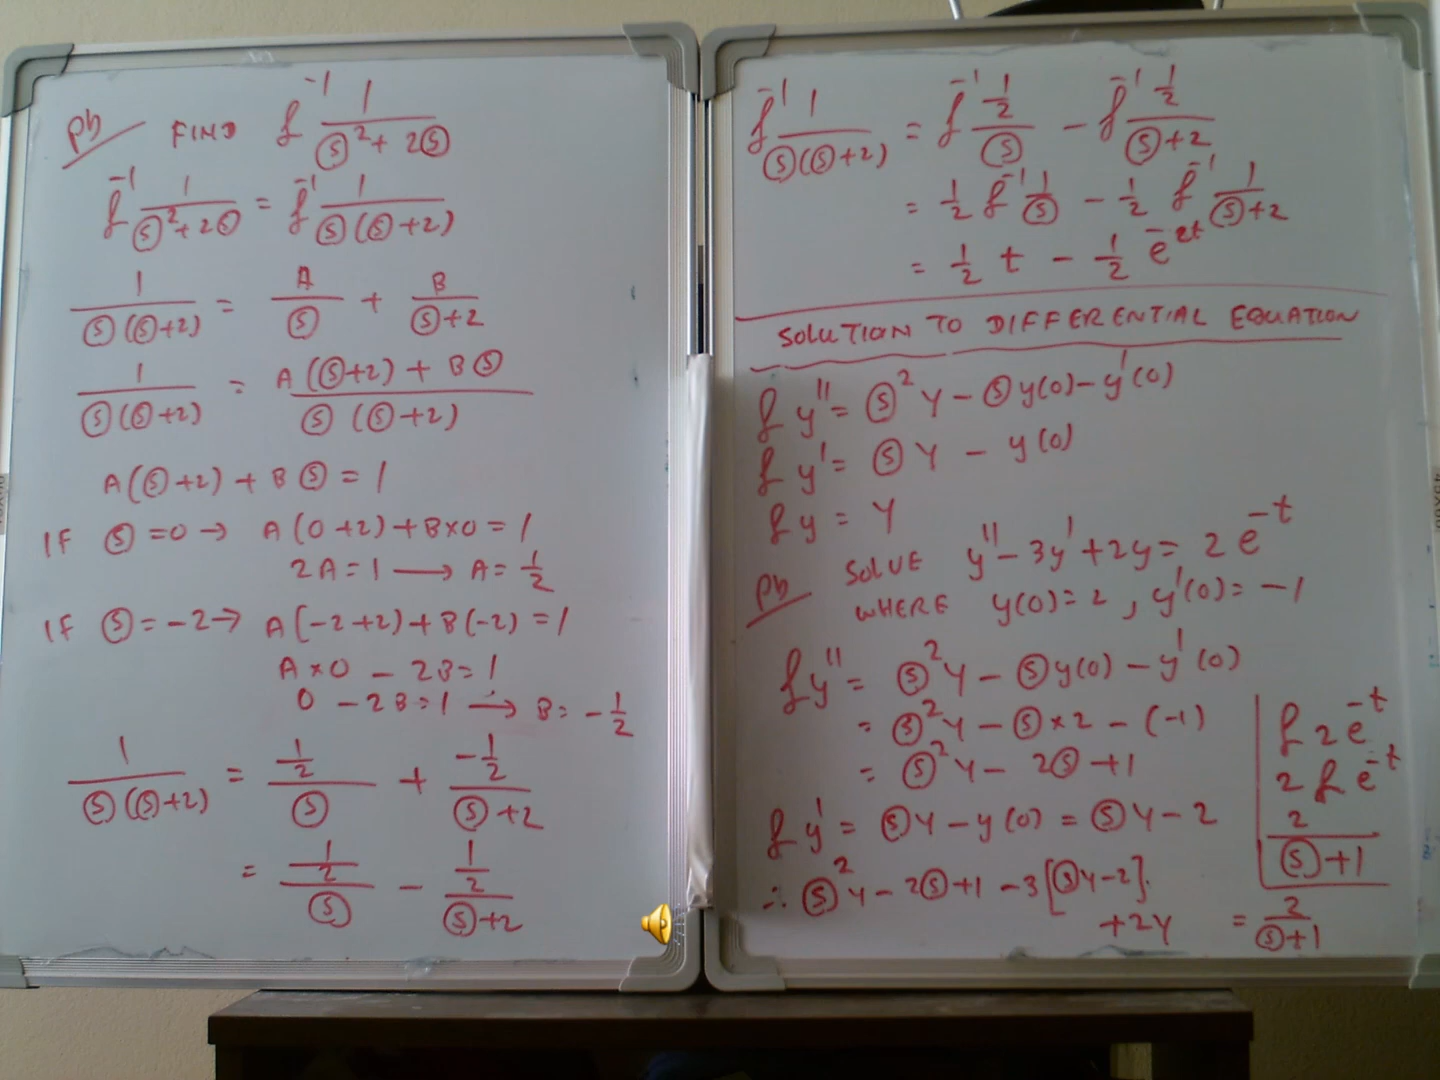 Pb FIND £⁻¹ 1/(ⓢ² + 2ⓢ)
£⁻¹ 1/(ⓢ² + 2ⓢ) = £⁻¹ 1/(ⓢ(ⓢ+2))
1/(ⓢ(ⓢ+2)) = A/ⓢ + B/(ⓢ+2)
1/(ⓢ(ⓢ+2)) = (A(ⓢ+2) + Bⓢ)/(ⓢ(ⓢ+2))
A(ⓢ+2) + Bⓢ = 1
IF ⓢ=0 → A(0+2)+B×0=1
2A=1 → A=1/2
IF ⓢ=-2 → A(-2+2)+B(-2)=1
A×0 - 2B=1
0 - 2B=1 → B= -1/2
1/(ⓢ(ⓢ+2)) = (1/2)/ⓢ + (-1/2)/(ⓢ+2)
= (1/2)/ⓢ - (1/2)/(ⓢ+2)
£⁻¹ 1/(ⓢ(ⓢ+2)) = £⁻¹ (1/2)/ⓢ - £⁻¹ (1/2)/(ⓢ+2)
= 1/2 £⁻¹ 1/ⓢ - 1/2 £⁻¹ 1/(ⓢ+2)
= 1/2 t - 1/2 e⁻²ᵗ
SOLUTION TO DIFFERENTIAL EQUATION
£ y'' = ⓢ²Y - ⓢy(0) - y'(0)
£ y' = ⓢY - y(0)
£ y = Y
Pb SOLVE y'' - 3y' + 2y = 2e⁻ᵗ
WHERE y(0)=2, y'(0)= -1
£y'' = ⓢ²Y - ⓢy(0) - y'(0)
= ⓢ²Y - ⓢ×2 - (-1)
= ⓢ²Y - 2ⓢ + 1
£ y' = ⓢY - y(0) = ⓢY - 2
∴ ⓢ²Y - 2ⓢ+1 - 3[ⓢY-2]
+2Y = 2/(ⓢ+1)
£ 2e⁻ᵗ
2 £ e⁻ᵗ
2/(ⓢ+1)